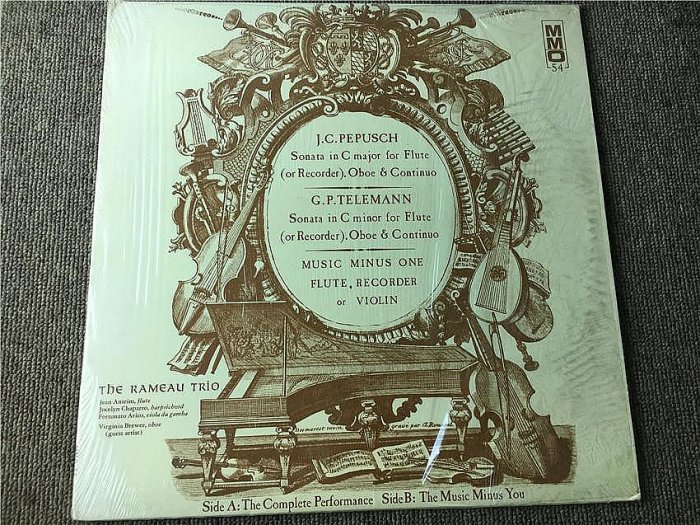 MMO
54
J.C. PEPUSCH
Sonata in C major for Flute
(or Recorder), Oboe & Continuo
G.P. TELEMANN
Sonata in C minor for Flute
(or Recorder), Oboe & Continuo
MUSIC MINUS ONE
FLUTE, RECORDER
or VIOLIN
THE RAMEAU TRIO
Jean Antrim, flute
Jocelyn Chaparro, harpsichord
Fortunato Arico, viola da gamba
Virginia Brewer, oboe
(guest artist)
Side A: The Complete Performance Side B: The Music Minus You